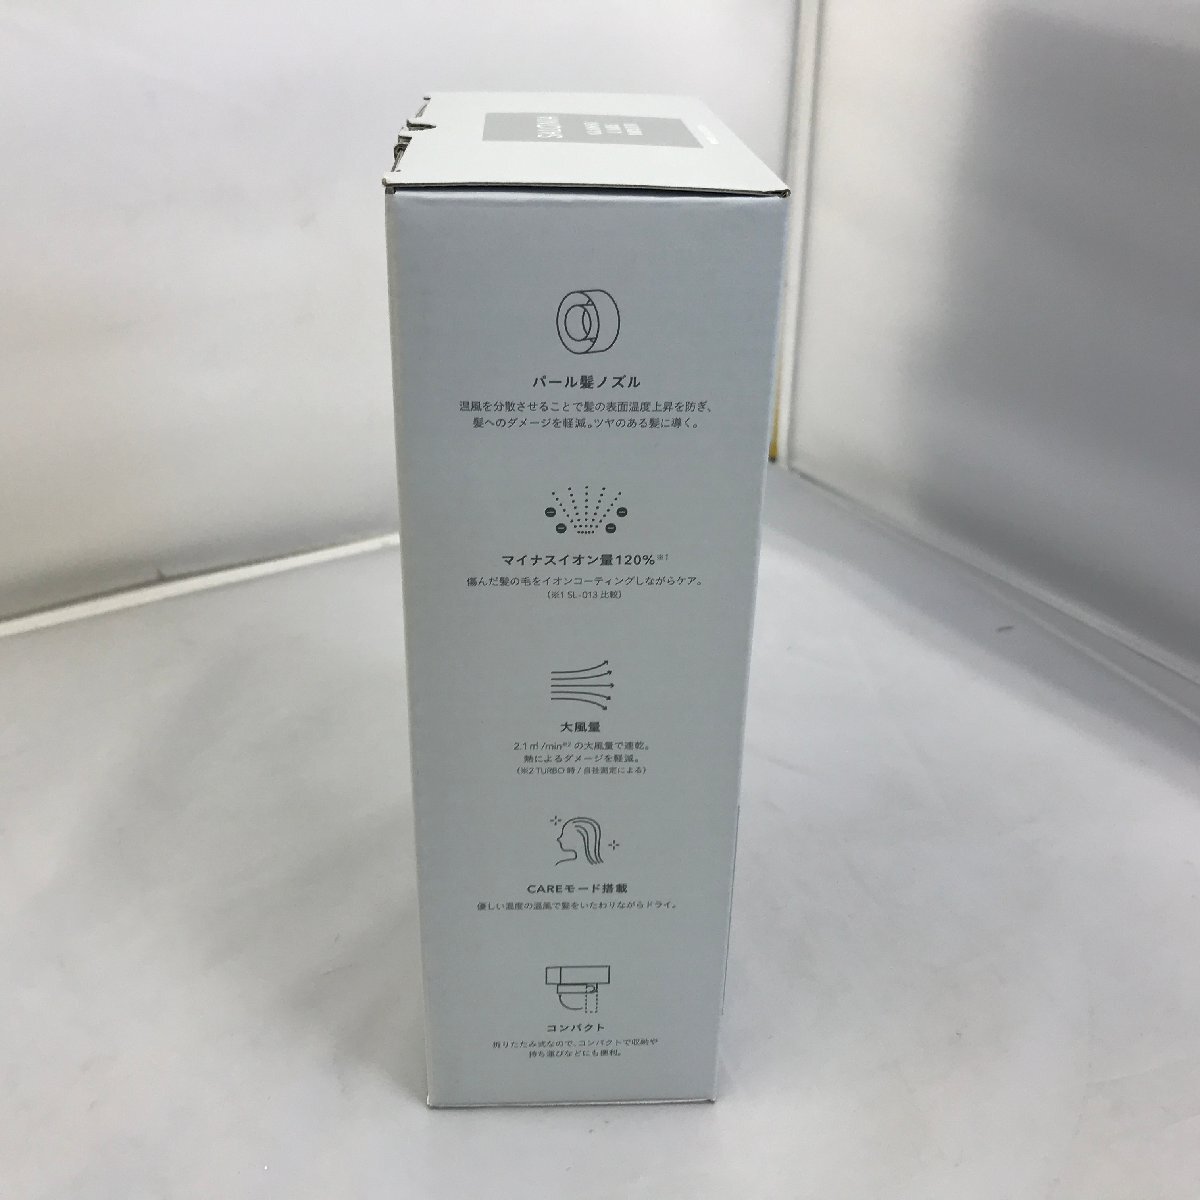 SALONIA
パール髪ノズル
温風を分散させることで髪の表面温度上昇を防ぎ、
髪へのダメージを軽減。ツヤのある髪に導く。
マイナスイオン量120%※1
傷んだ髪の毛をイオンコーティングしながらケア。
(※1 SL-013 比較)
大風量
2.1㎥/min※2 の大風量で速乾。
熱によるダメージを軽減。
(※2 TURBO時 / 自社測定による)
CAREモード搭載
優しい温度の温風で髪をいたわりながらドライ。
コンパクト
折りたたみ式なので、コンパクトで収納や
持ち運びなどにも便利。